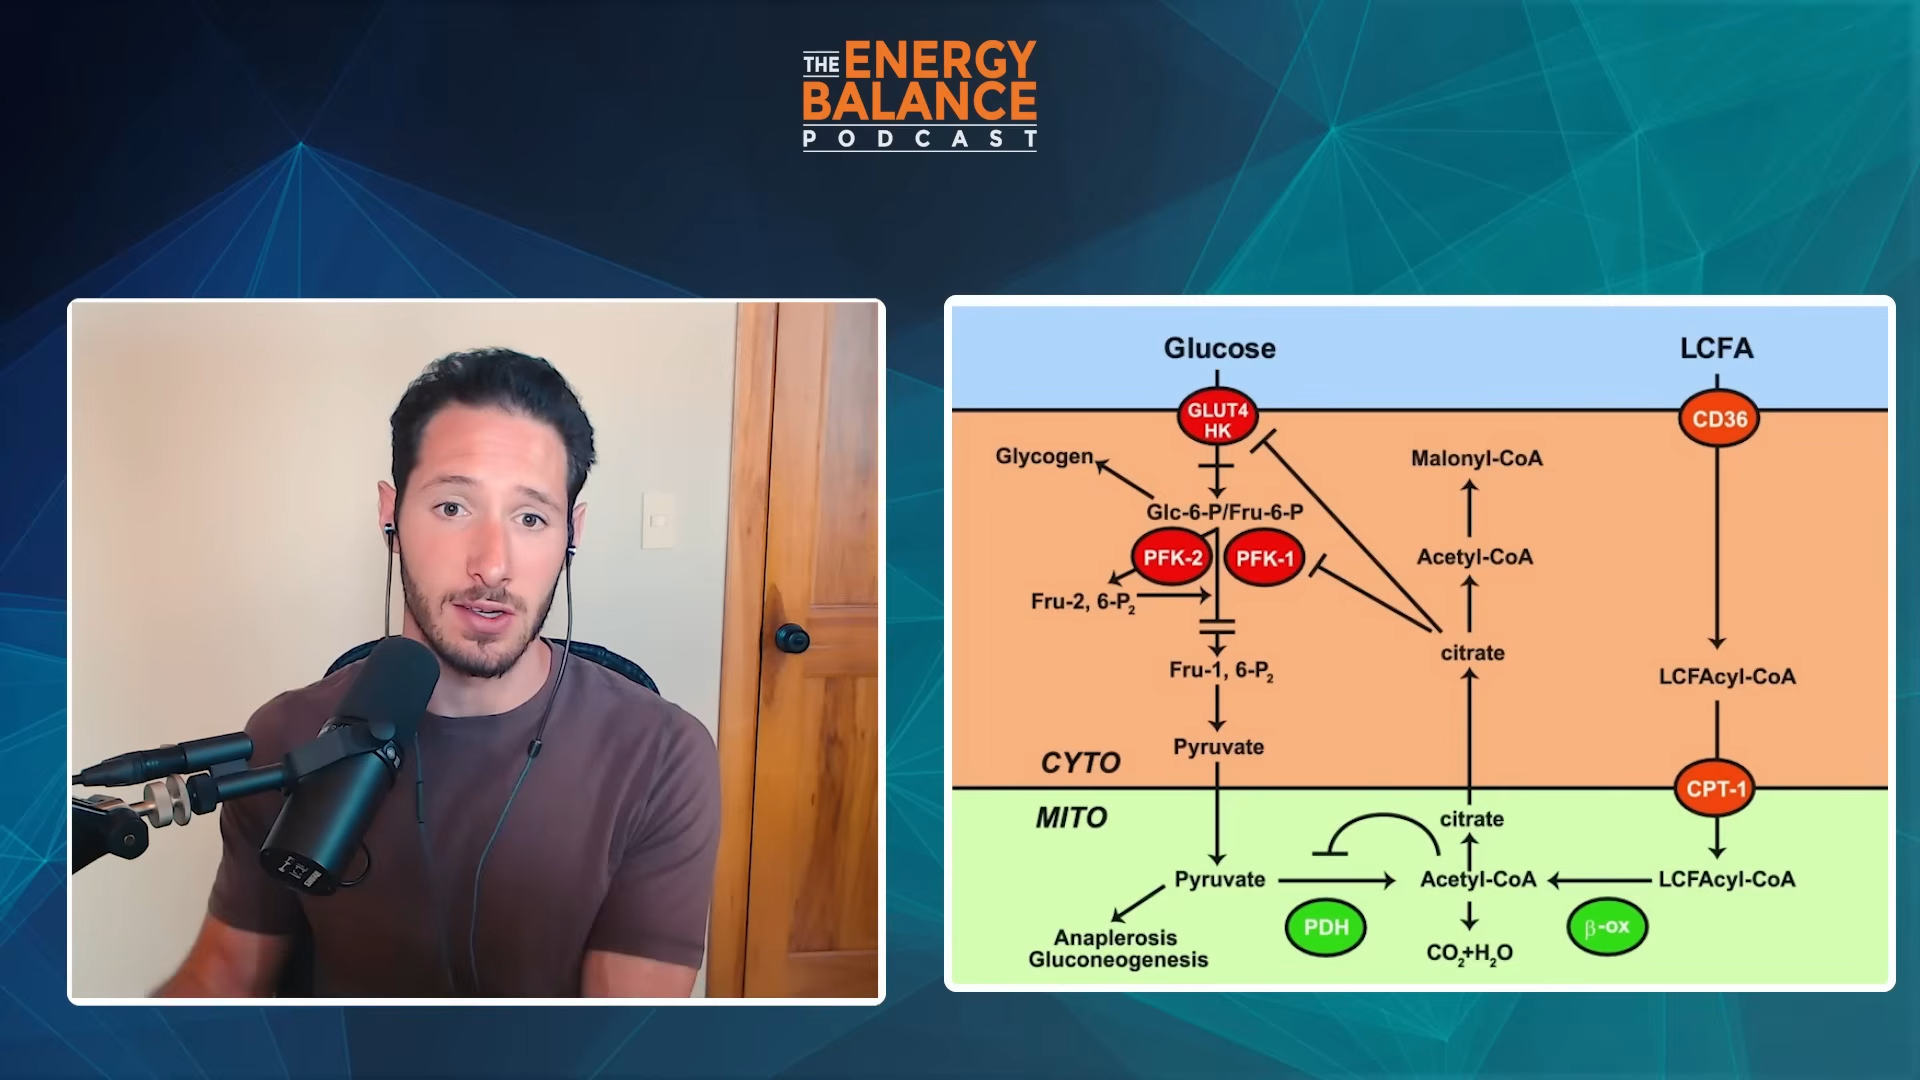 THE ENERGY
BALANCE
PODCAST
Glucose
LCFA
GLUT4
HK
CD36
Glycogen
Malonyl-CoA
Glc-6-P/Fru-6-P
PFK-2
PFK-1
Acetyl-CoA
Fru-2, 6-P₂
citrate
Fru-1, 6-P₂
LCFAcyl-CoA
Pyruvate
CYTO
CPT-1
MITO
citrate
Pyruvate
Acetyl-CoA
LCFAcyl-CoA
PDH
β-ox
Anaplerosis
Gluconeogenesis
CO₂+H₂O